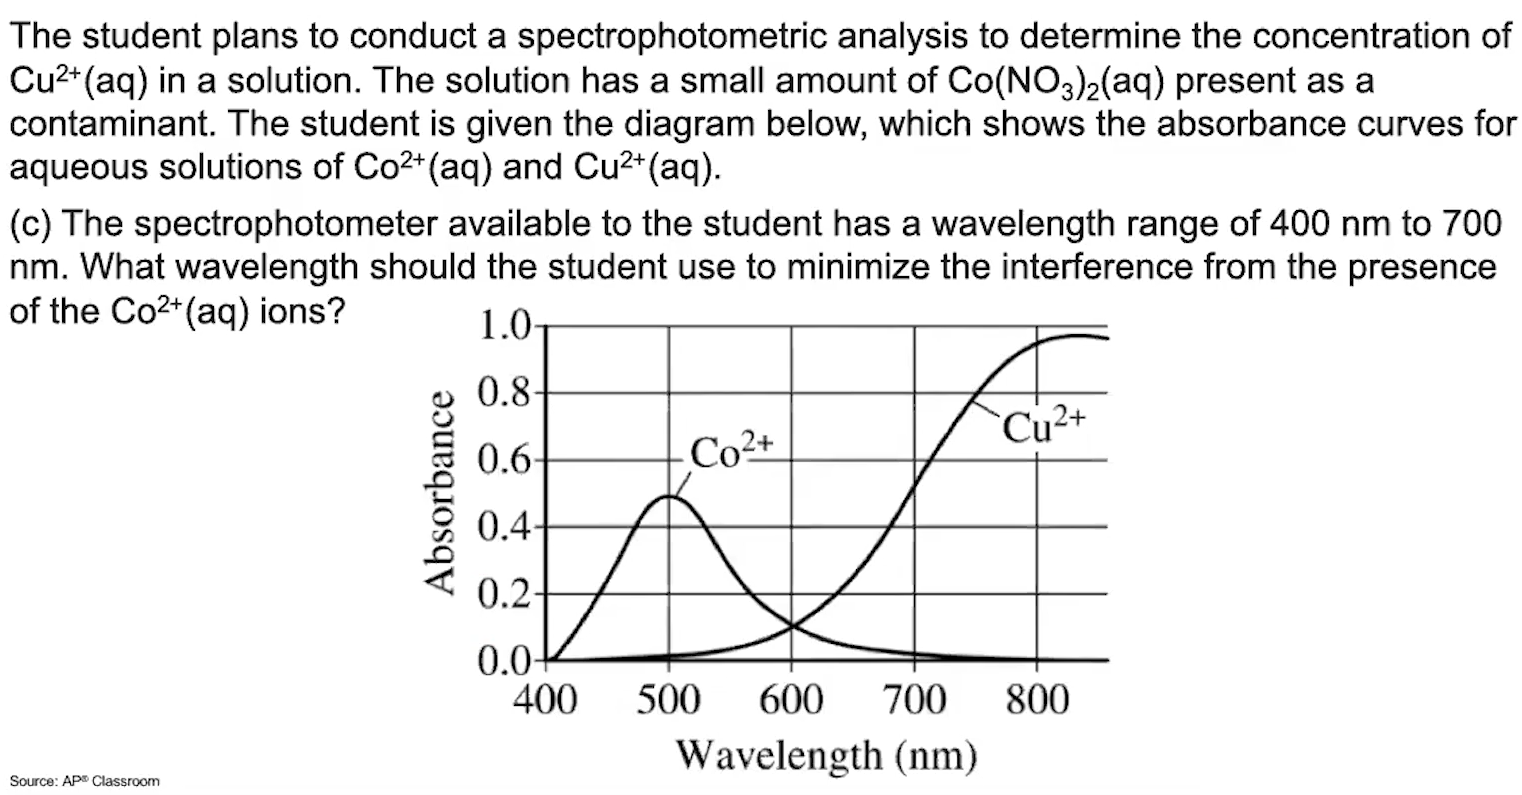 The student plans to conduct a spectrophotometric analysis to determine the concentration of
Cu²⁺(aq) in a solution. The solution has a small amount of Co(NO₃)₂(aq) present as a
contaminant. The student is given the diagram below, which shows the absorbance curves for
aqueous solutions of Co²⁺(aq) and Cu²⁺(aq).
(c) The spectrophotometer available to the student has a wavelength range of 400 nm to 700
nm. What wavelength should the student use to minimize the interference from the presence
of the Co²⁺(aq) ions?
1.0
0.8
Cu²⁺
Co²⁺
0.6
0.4
0.2
0.0
Absorbance
400 500 600 700 800
Wavelength (nm)
Source: AP® Classroom